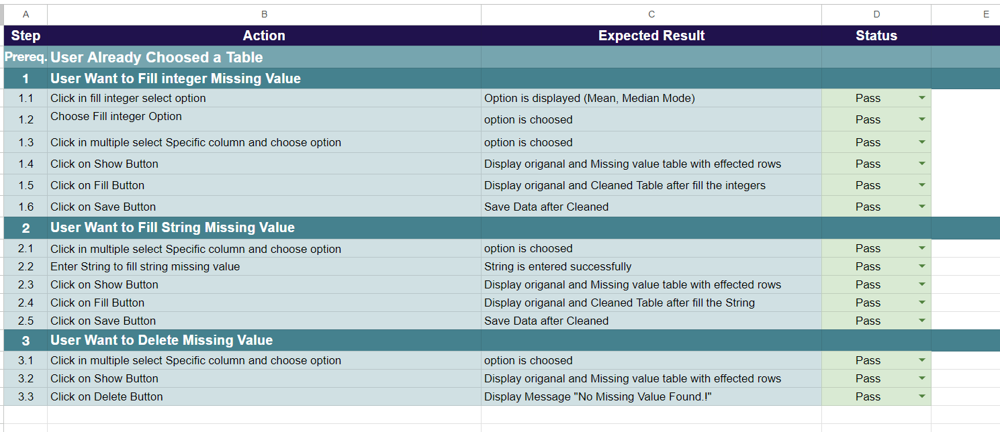 A B C D E
Step Action Expected Result Status
Prereq. User Already Choosed a Table
1 User Want to Fill integer Missing Value
1.1 Click in fill integer select option Option is displayed (Mean, Median Mode) Pass
1.2 Choose Fill integer Option option is choosed Pass
1.3 Click in multiple select Specific column and choose option option is choosed Pass
1.4 Click on Show Button Display origanal and Missing value table with effected rows Pass
1.5 Click on Fill Button Display origanal and Cleaned Table after fill the integers Pass
1.6 Click on Save Button Save Data after Cleaned Pass
2 User Want to Fill String Missing Value
2.1 Click in multiple select Specific column and choose option option is choosed Pass
2.2 Enter String to fill string missing value String is entered successfully Pass
2.3 Click on Show Button Display origanal and Missing value table with effected rows Pass
2.4 Click on Fill Button Display origanal and Cleaned Table after fill the String Pass
2.5 Click on Save Button Save Data after Cleaned Pass
3 User Want to Delete Missing Value
3.1 Click in multiple select Specific column and choose option option is choosed Pass
3.2 Click on Show Button Display origanal and Missing value table with effected rows Pass
3.3 Click on Delete Button Display Message "No Missing Value Found.!" Pass